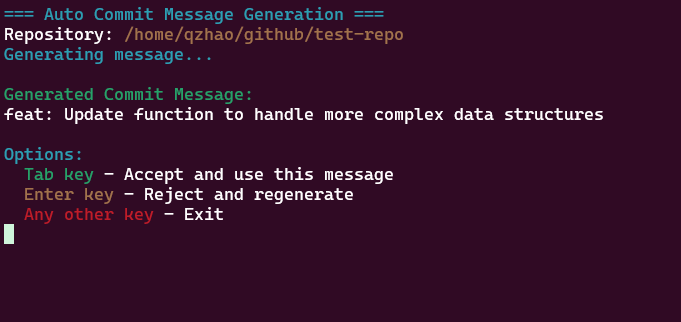 === Auto Commit Message Generation ===
Repository: /home/qzhao/github/test-repo
Generating message...
Generated Commit Message:
feat: Update function to handle more complex data structures
Options:
Tab key - Accept and use this message
Enter key - Reject and regenerate
Any other key - Exit